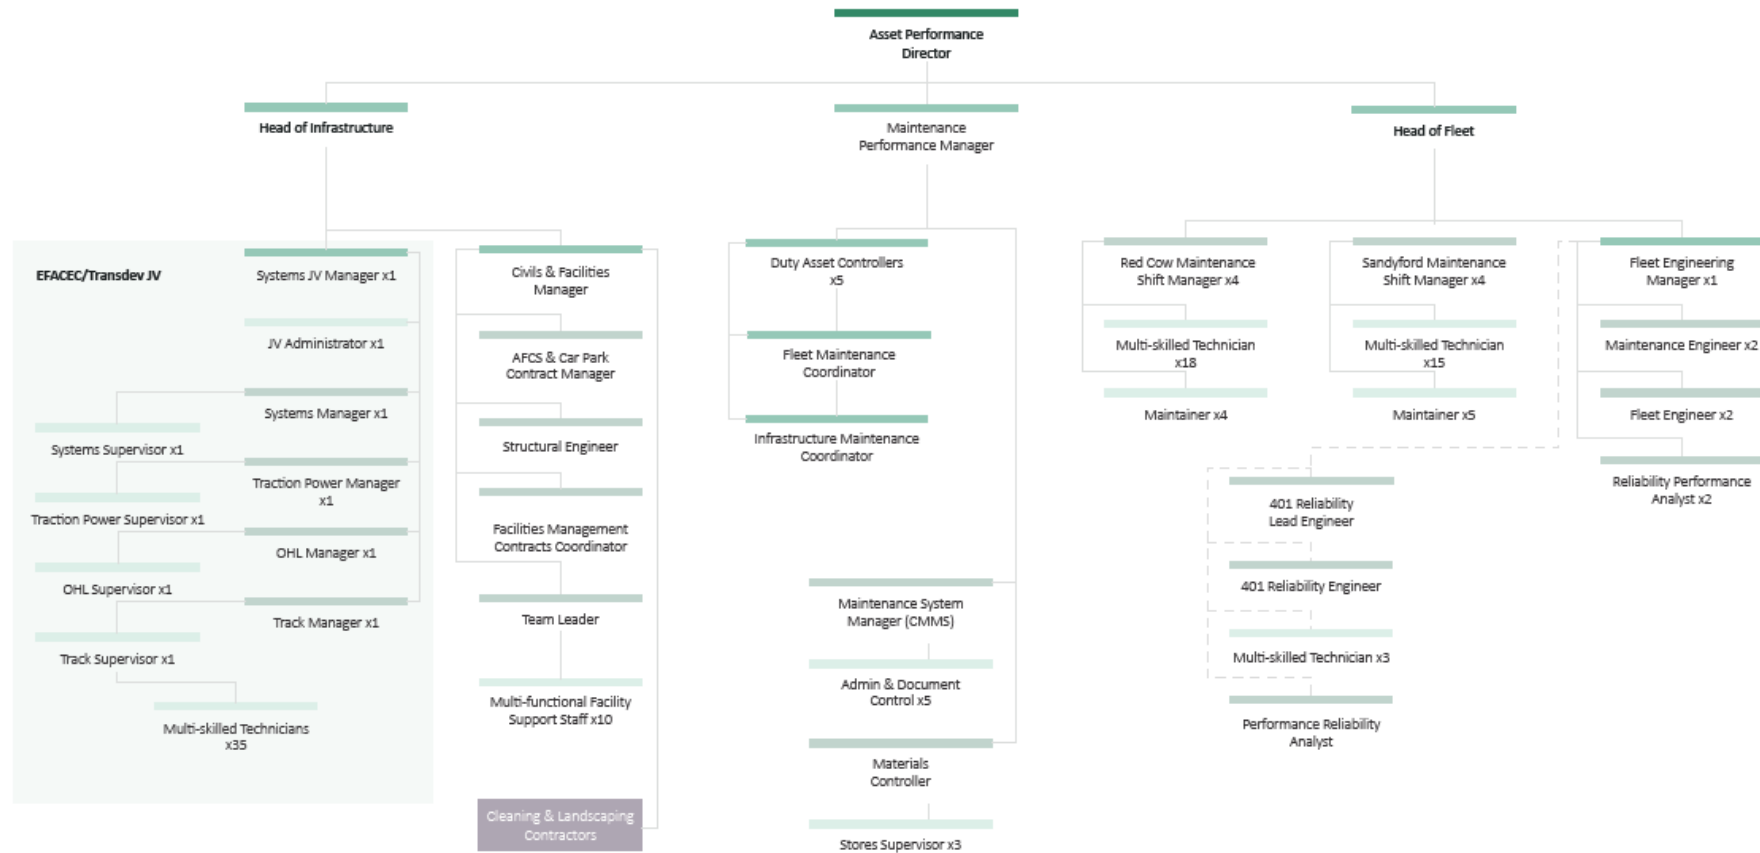 Asset Performance
Director
Head of Infrastructure
Maintenance
Performance Manager
Head of Fleet
EFACEC/Transdev JV
Systems JV Manager x1
JV Administrator x1
Systems Manager x1
Systems Supervisor x1
Traction Power Manager
x1
Traction Power Supervisor x1
OHL Manager x1
OHL Supervisor x1
Track Manager x1
Track Supervisor x1
Multi-skilled Technicians
x35
Civils & Facilities
Manager
AFCS & Car Park
Contract Manager
Structural Engineer
Facilities Management
Contracts Coordinator
Team Leader
Multi-functional Facility
Support Staff x10
Cleaning & Landscaping
Contractors
Duty Asset Controllers
x5
Fleet Maintenance
Coordinator
Infrastructure Maintenance
Coordinator
Maintenance System
Manager (CMMS)
Admin & Document
Control x5
Materials
Controller
Stores Supervisor x3
Red Cow Maintenance
Shift Manager x4
Multi-skilled Technician
x18
Maintainer x4
Sandyford Maintenance
Shift Manager x4
Multi-skilled Technician
x15
Maintainer x5
Fleet Engineering
Manager x1
Maintenance Engineer x2
Fleet Engineer x2
Reliability Performance
Analyst x2
401 Reliability
Lead Engineer
401 Reliability Engineer
Multi-skilled Technician x3
Performance Reliability
Analyst